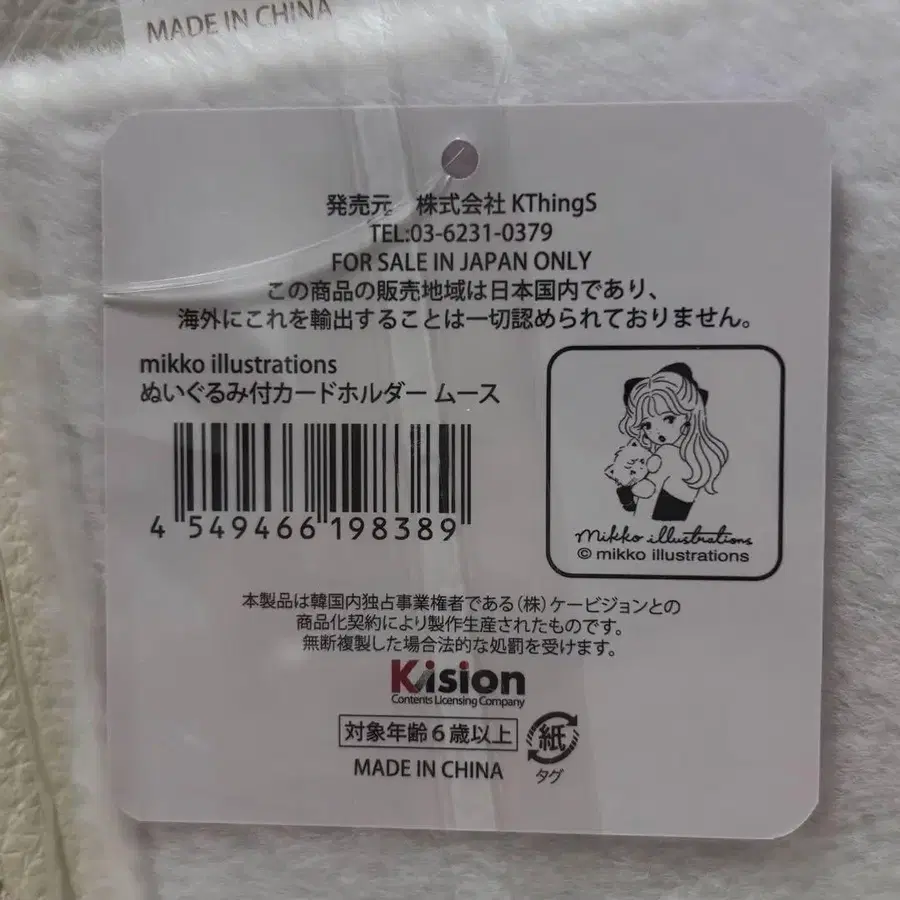 MADE IN CHINA
発売元 株式会社 KThingS
TEL:03-6231-0379
FOR SALE IN JAPAN ONLY
この商品の販売地域は日本国内であり、
海外にこれを輸出することは一切認められておりません。
mikko illustrations
ぬいぐるみ付カードホルダー ムース
4 549466 198389
mikko illustrations
© mikko illustrations
本製品は韓国内独占事業権者である(株)ケービジョンとの
商品化契約により製作生産されたものです。
無断複製した場合法的な処罰を受けます。
Kvision
Contents Licensing Company
対象年齢6歳以上
紙
タグ
MADE IN CHINA